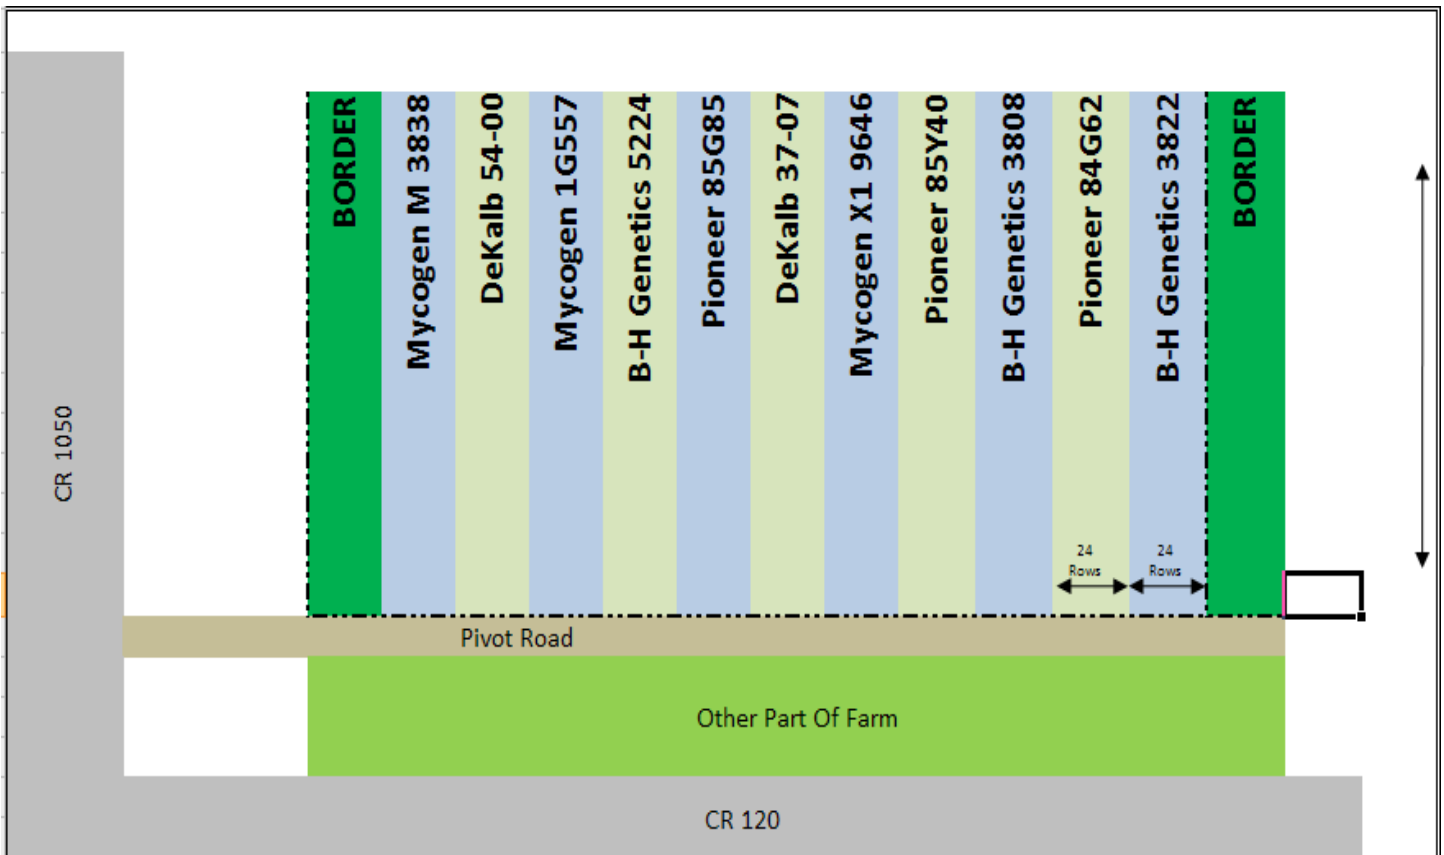 BORDER
Mycogen M 3838
DeKalb 54-00
Mycogen 1G557
B-H Genetics 5224
Pioneer 85G85
DeKalb 37-07
Mycogen X1 9646
Pioneer 85Y40
B-H Genetics 3808
Pioneer 84G62
B-H Genetics 3822
BORDER
CR 1050
24
Rows
24
Rows
Pivot Road
Other Part Of Farm
CR 120